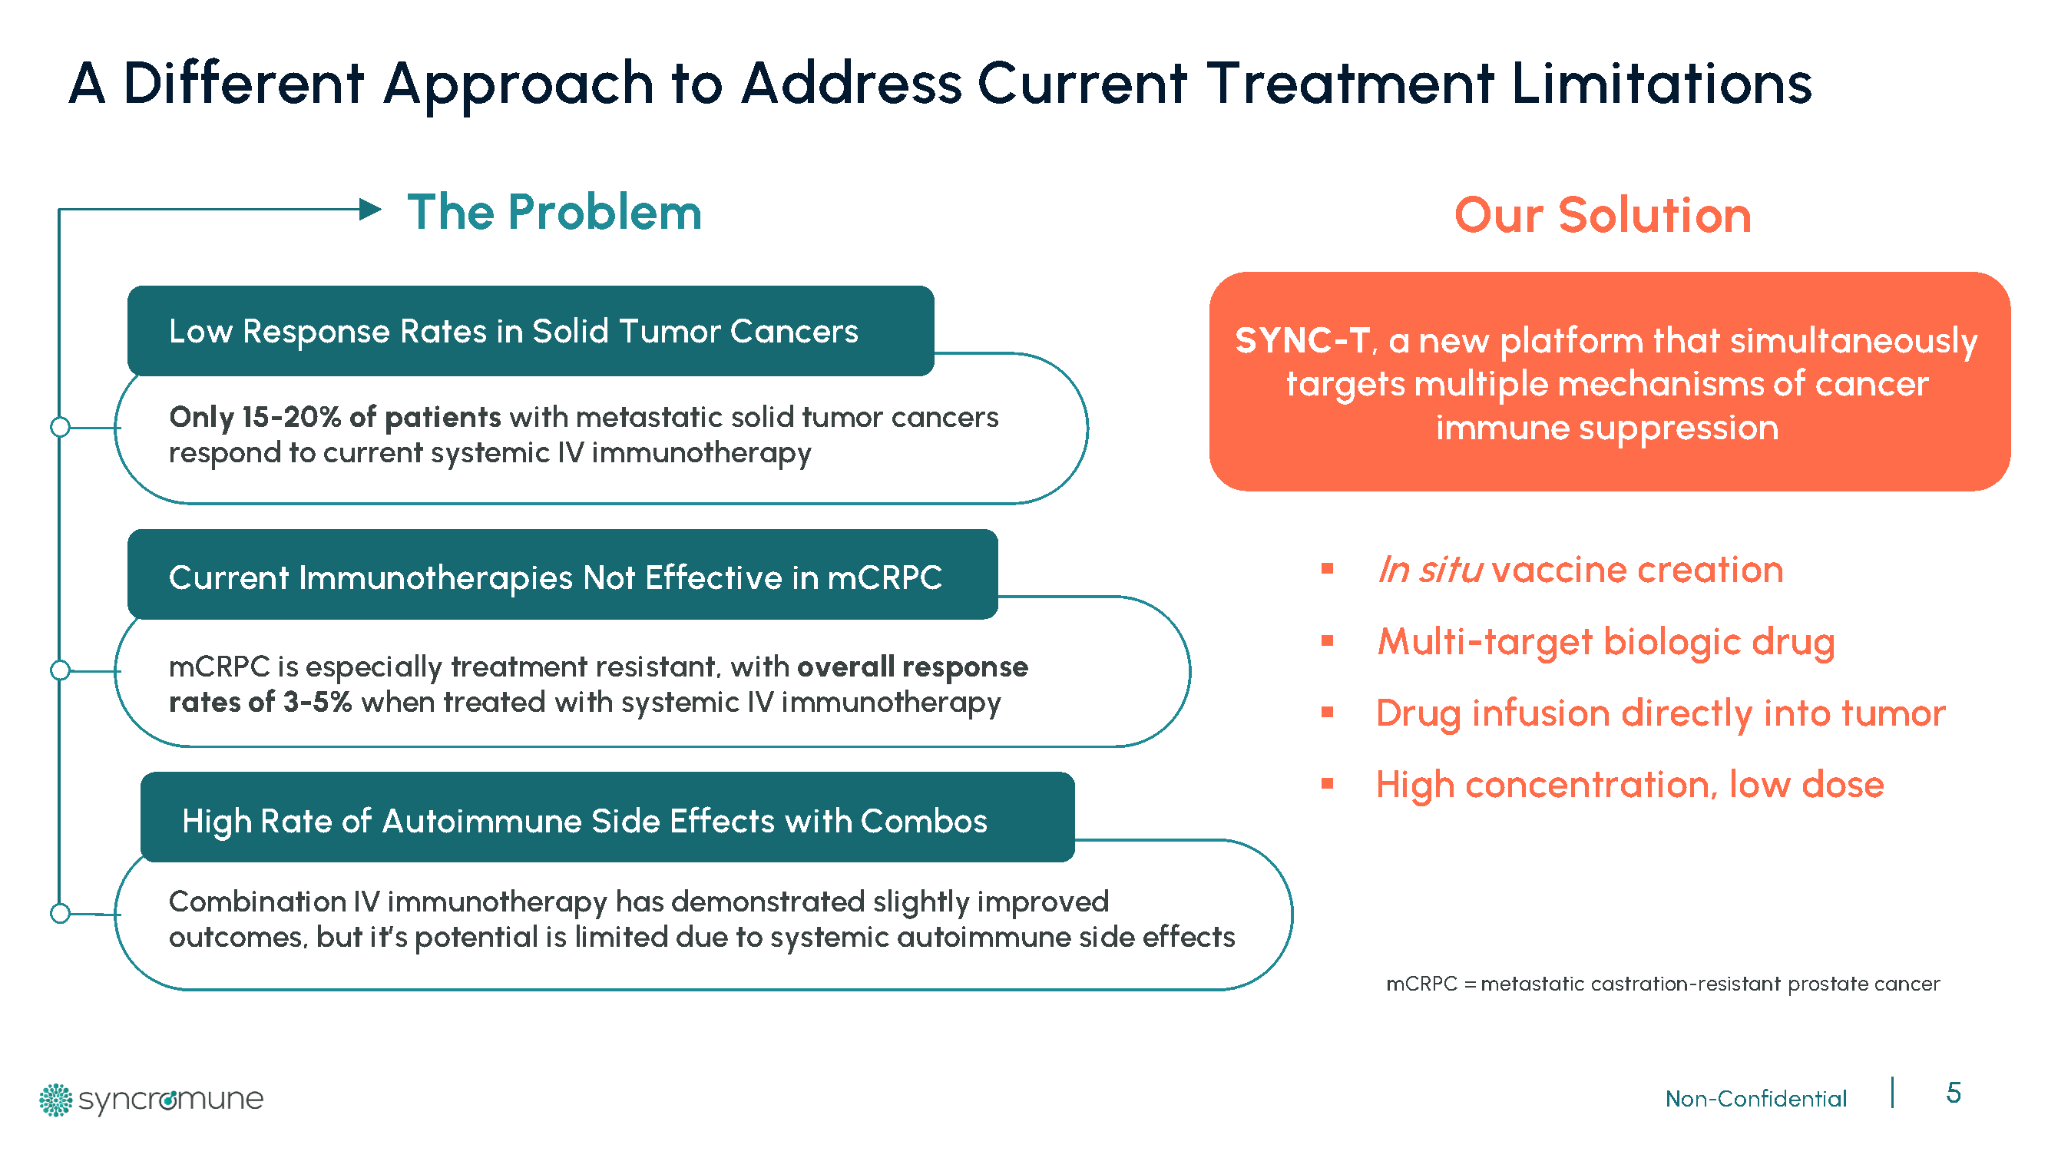 A Different Approach to Address Current Treatment Limitations
The Problem
Low Response Rates in Solid Tumor Cancers
Only 15-20% of patients with metastatic solid tumor cancers
respond to current systemic IV immunotherapy
Current Immunotherapies Not Effective in mCRPC
mCRPC is especially treatment resistant, with overall response
rates of 3-5% when treated with systemic IV immunotherapy
High Rate of Autoimmune Side Effects with Combos
Combination IV immunotherapy has demonstrated slightly improved
outcomes, but it's potential is limited due to systemic autoimmune side effects
Our Solution
SYNC-T, a new platform that simultaneously
targets multiple mechanisms of cancer
immune suppression
▪ In situ vaccine creation
▪ Multi-target biologic drug
▪ Drug infusion directly into tumor
▪ High concentration, low dose
mCRPC = metastatic castration-resistant prostate cancer
syncromune
Non-Confidential | 5